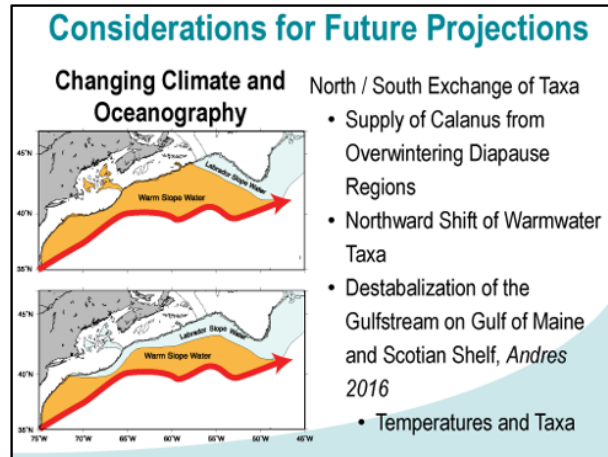 Considerations for Future Projections
Changing Climate and
Oceanography
45°N
40°N
35°N
Labrador Slope Water
Warm Slope Water
45°N
40°N
35°N
Labrador Slope Water
Warm Slope Water
75°W 70°W 65°W 60°W 55°W 50°W 45°W
North / South Exchange of Taxa
• Supply of Calanus from
Overwintering Diapause
Regions
• Northward Shift of Warmwater
Taxa
• Destabalization of the
Gulfstream on Gulf of Maine
and Scotian Shelf, Andres
2016
• Temperatures and Taxa